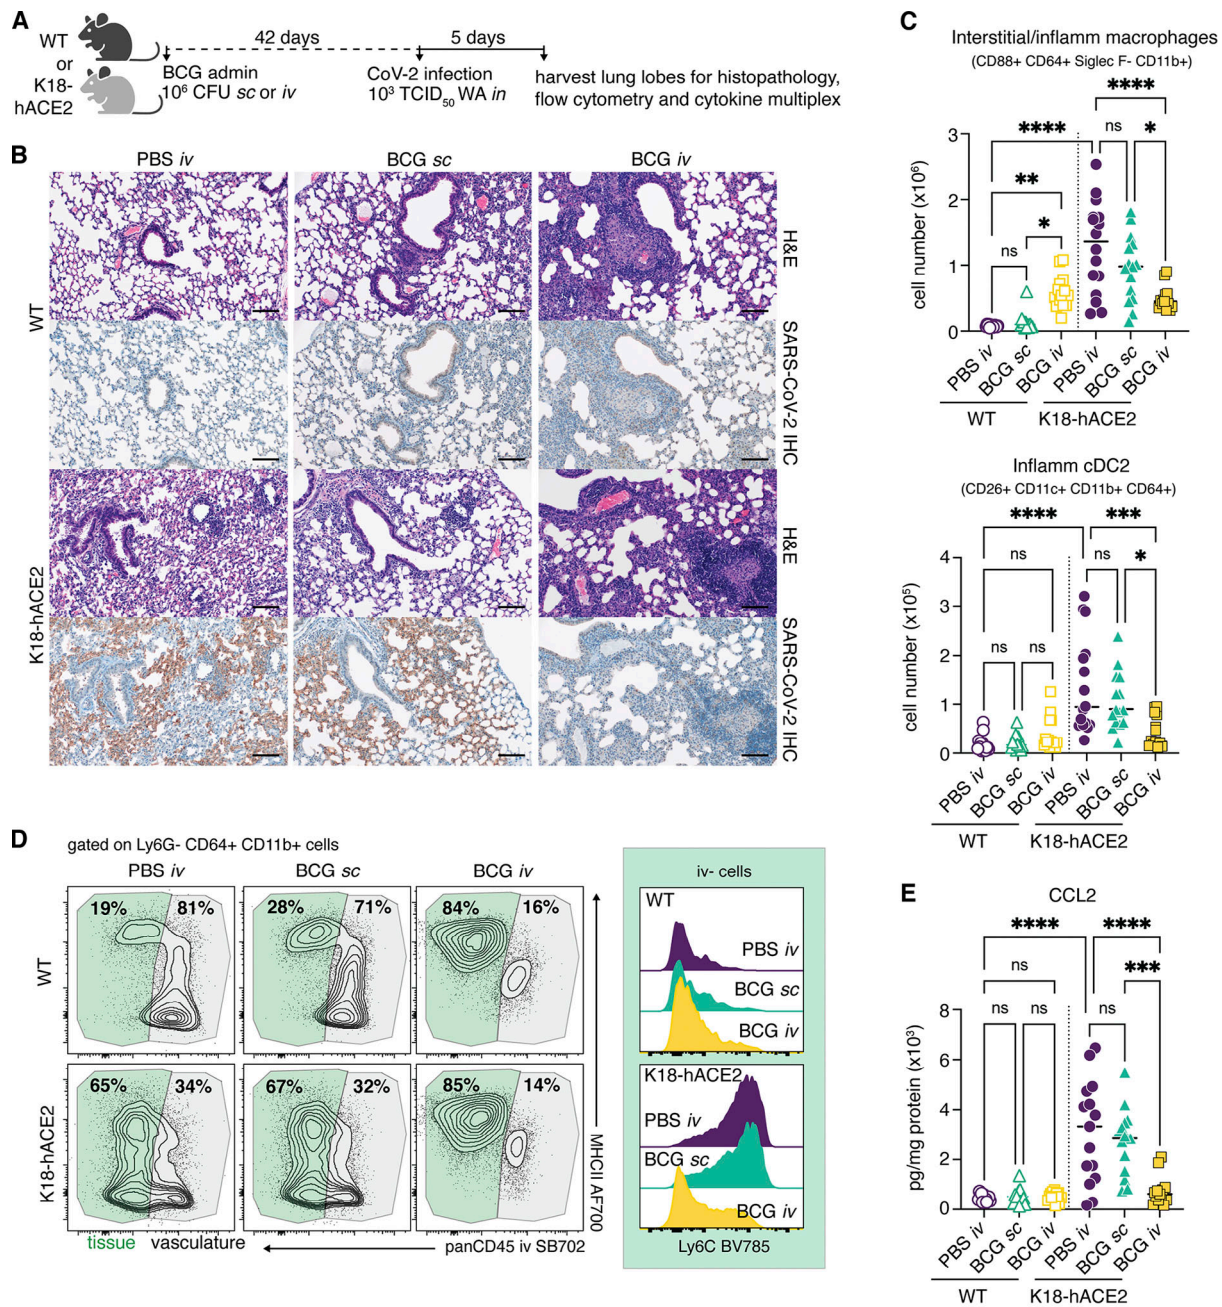 A
WT
or
K18-
hACE2
42 days
5 days
BCG admin
10⁶ CFU sc or iv
CoV-2 infection
10³ TCID₅₀ WA in
harvest lung lobes for histopathology,
flow cytometry and cytokine multiplex
B
PBS iv
BCG sc
BCG iv
WT
K18-hACE2
H&E
SARS-CoV-2 IHC
H&E
SARS-CoV-2 IHC
C
Interstitial/inflamm macrophages
(CD88+ CD64+ Siglec F- CD11b+)
****
****
ns
*
**
*
ns
cell number (x10⁶)
3
2
1
0
PBS iv
BCG sc
BCG iv
PBS iv
BCG sc
BCG iv
WT
K18-hACE2
Inflamm cDC2
(CD26+ CD11c+ CD11b+ CD64+)
****
***
ns
ns
*
ns
ns
cell number (x10⁵)
4
3
2
1
0
PBS iv
BCG sc
BCG iv
PBS iv
BCG sc
BCG iv
WT
K18-hACE2
D
gated on Ly6G- CD64+ CD11b+ cells
PBS iv
BCG sc
BCG iv
WT
19%
81%
28%
71%
84%
16%
K18-hACE2
65%
34%
67%
32%
85%
14%
MHCII AF700
tissue
vasculature
panCD45 iv SB702
iv- cells
WT
PBS iv
BCG sc
BCG iv
K18-hACE2
PBS iv
BCG sc
BCG iv
Ly6C BV785
E
CCL2
****
****
ns
***
ns
ns
ns
pg/mg protein (x10³)
8
6
4
2
0
PBS iv
BCG sc
BCG iv
PBS iv
BCG sc
BCG iv
WT
K18-hACE2